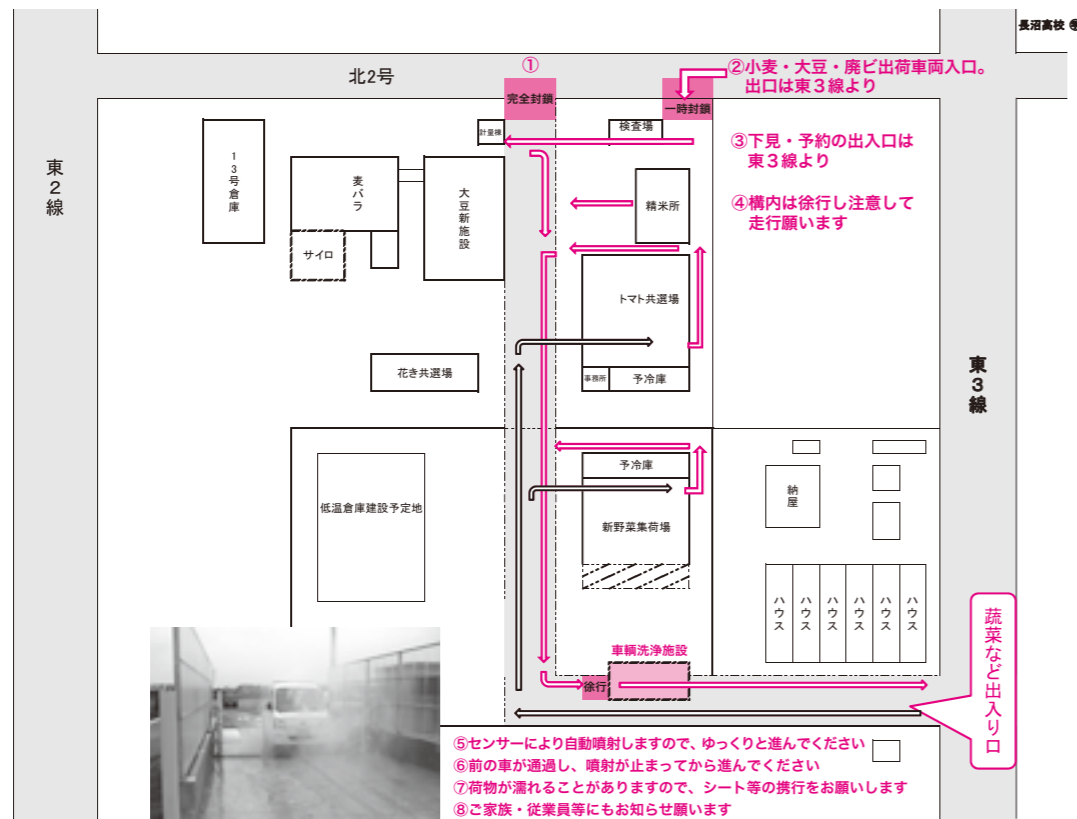 長沼高校
①
北2号
②小麦・大豆・廃ビ出荷車両入口。
出口は東3線より
完全封鎖
一時封鎖
計量棟
検査場
③下見・予約の出入口は
東3線より
13号倉庫
麦バラ
大豆新施設
精米所
④構内は徐行し注意して
走行願います
東2線
サイロ
トマト共選場
花き共選場
事務所
予冷庫
東3線
予冷庫
低温倉庫建設予定地
新野菜集荷場
納屋
ハウス
ハウス
ハウス
ハウス
ハウス
ハウス
車輌洗浄施設
徐行
蔬菜など出入り口
⑤センサーにより自動噴射しますので、ゆっくりと進んでください
⑥前の車が通過し、噴射が止まってから進んでください
⑦荷物が濡れることがありますので、シート等の携行をお願いします
⑧ご家族・従業員等にもお知らせ願います